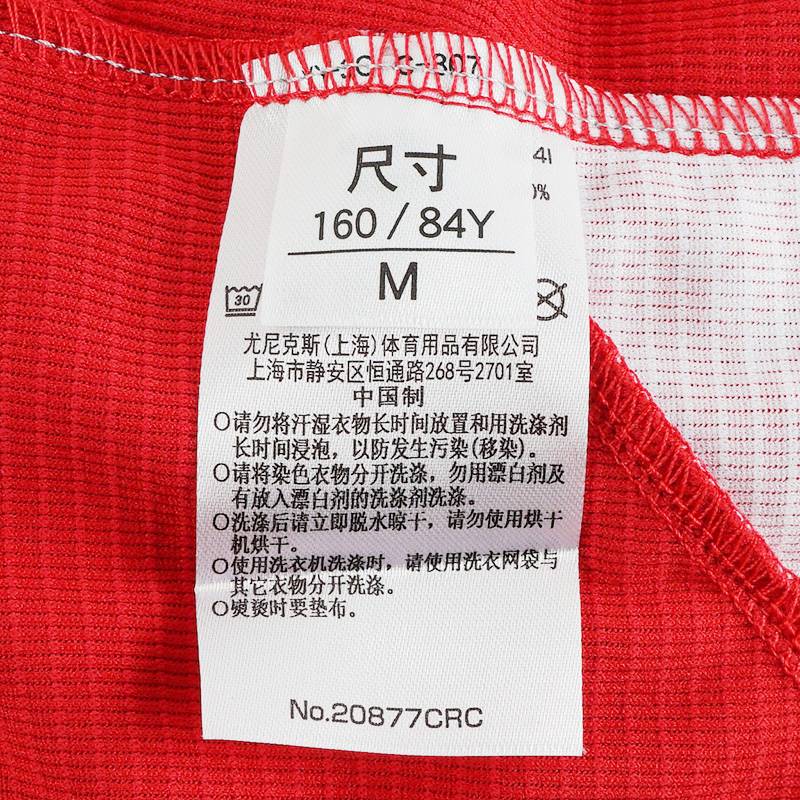 尺寸
160 / 84Y
M
30
尤尼克斯(上海)体育用品有限公司
上海市静安区恒通路268号2701室
中国制
○请勿将汗湿衣物长时间放置和用洗涤剂
长时间浸泡，以防发生污染(移染)。
○请将染色衣物分开洗涤，勿用漂白剂及
有放入漂白剂的洗涤剂洗涤。
○洗涤后请立即脱水晾干，请勿使用烘干
机烘干。
○使用洗衣机洗涤时，请使用洗衣网袋与
其它衣物分开洗涤。
○熨烫时要垫布。
No.20877CRC